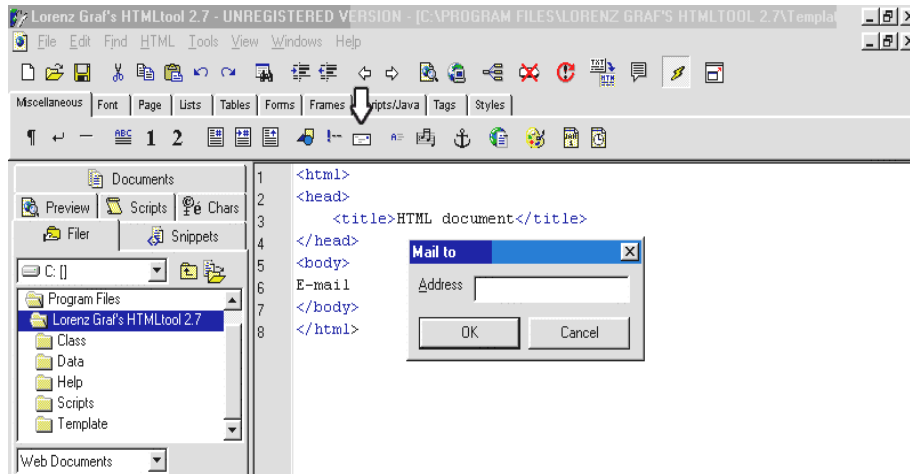 Lorenz Graf's HTMLtool 2.7 - UNREGISTERED VERSION - [C:\PROGRAM FILES\LORENZ GRAF'S HTMLTOOL 2.7\Templat
File Edit Find HTML Tools View Windows Help
Miscellaneous Font Page Lists Tables Forms Frames Scripts/Java Tags Styles
ABC 1 2
Documents
Preview Scripts é Chars
Filer Snippets
C: []
Program Files
Lorenz Graf's HTMLtool 2.7
Class
Data
Help
Scripts
Template
Web Documents
1 <html>
2 <head>
3 <title>HTML document</title>
4 </head>
5 <body>
6 E-mail
7 </body>
8 </html>
Mail to
Address
OK Cancel